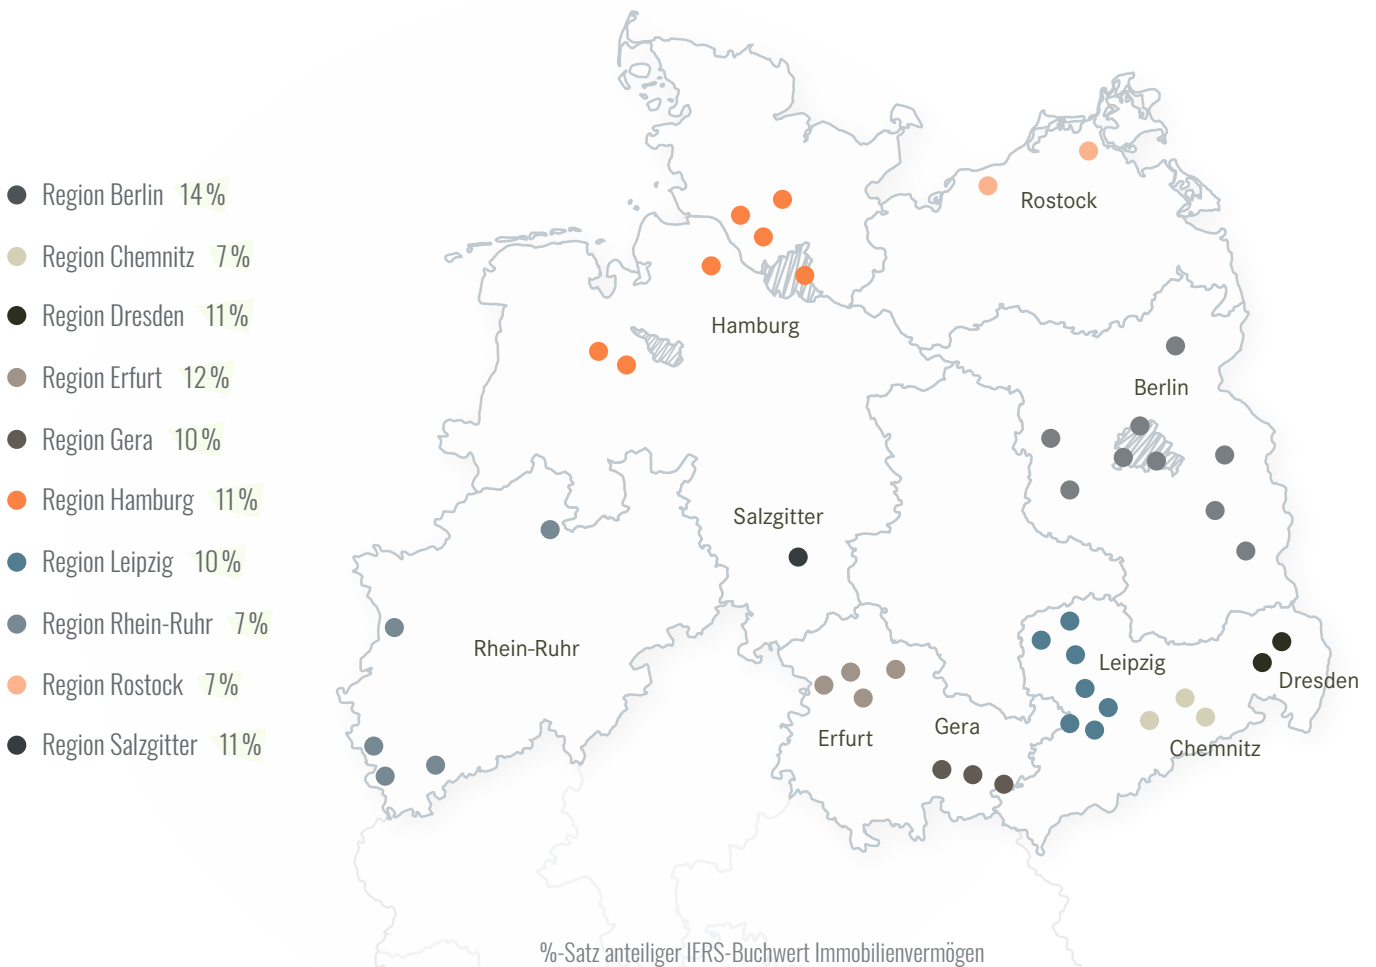 Region Berlin 14 %
Region Chemnitz 7 %
Region Dresden 11 %
Region Erfurt 12 %
Region Gera 10 %
Region Hamburg 11 %
Region Leipzig 10 %
Region Rhein-Ruhr 7 %
Region Rostock 7 %
Region Salzgitter 11 %
Rostock
Hamburg
Berlin
Salzgitter
Rhein-Ruhr
Leipzig
Dresden
Gera
Erfurt
Chemnitz
%-Satz anteiliger IFRS-Buchwert Immobilienvermögen